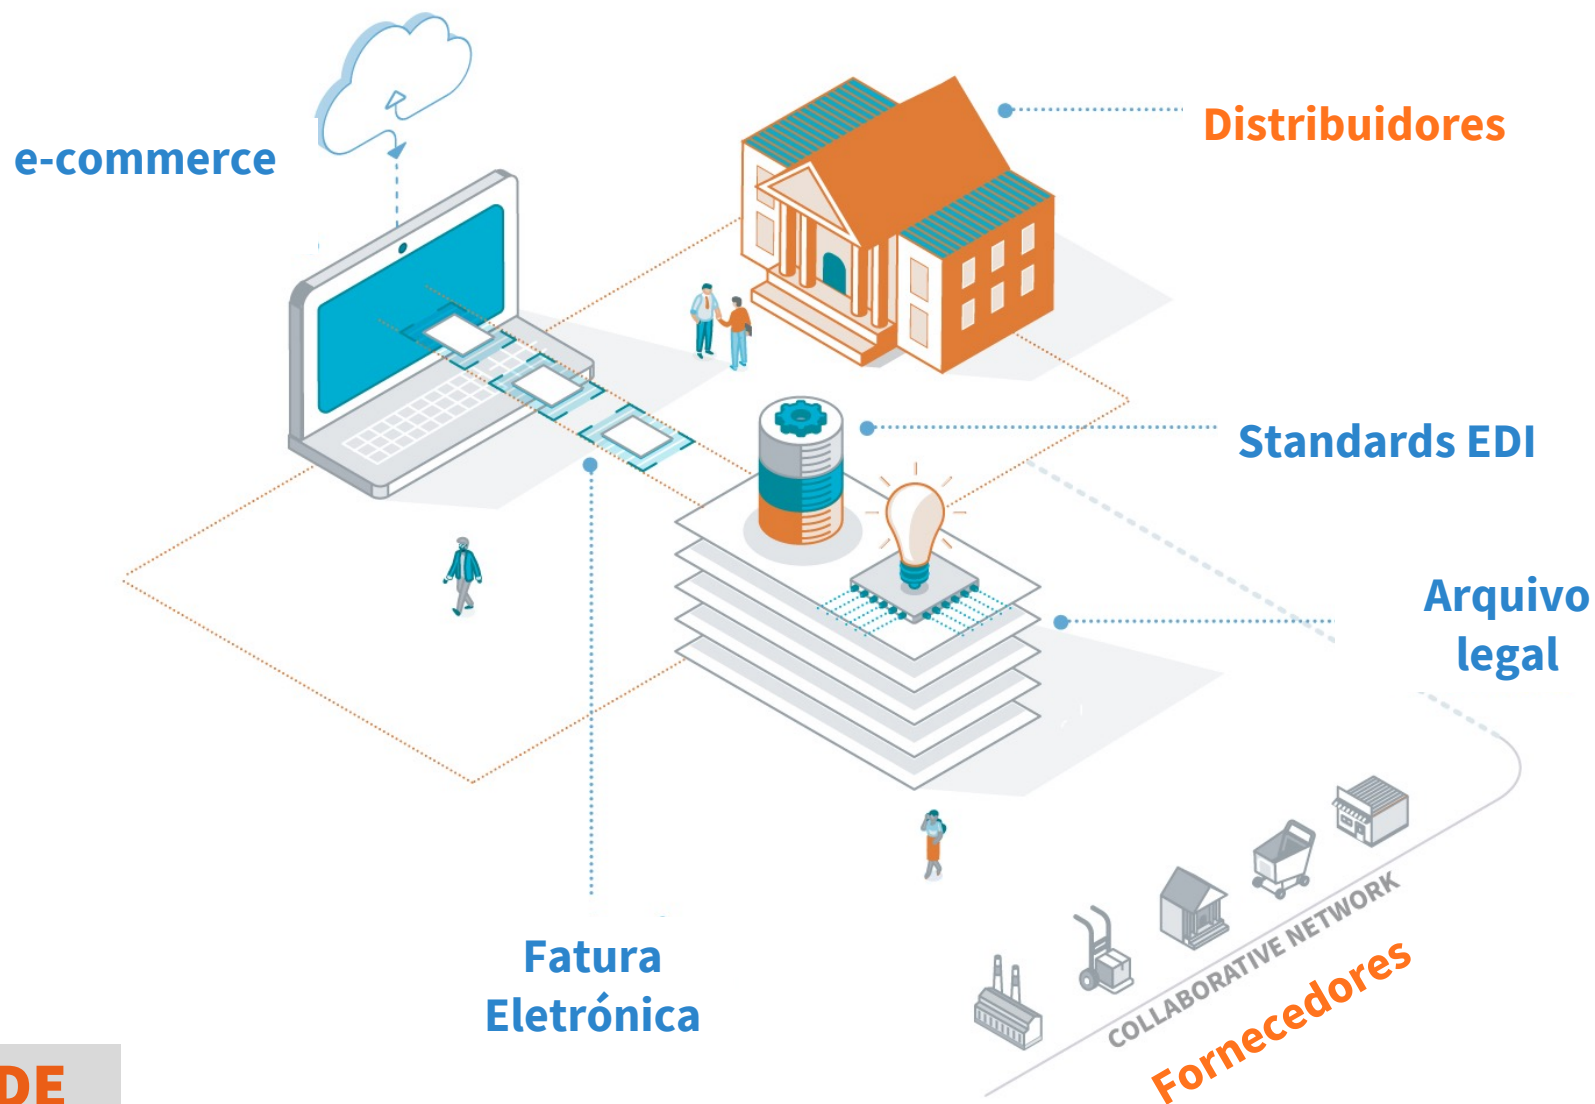 e-commerce
Distribuidores
Standards EDI
Arquivo
legal
Fatura
Eletrónica
COLLABORATIVE NETWORK
Fornecedores
DE